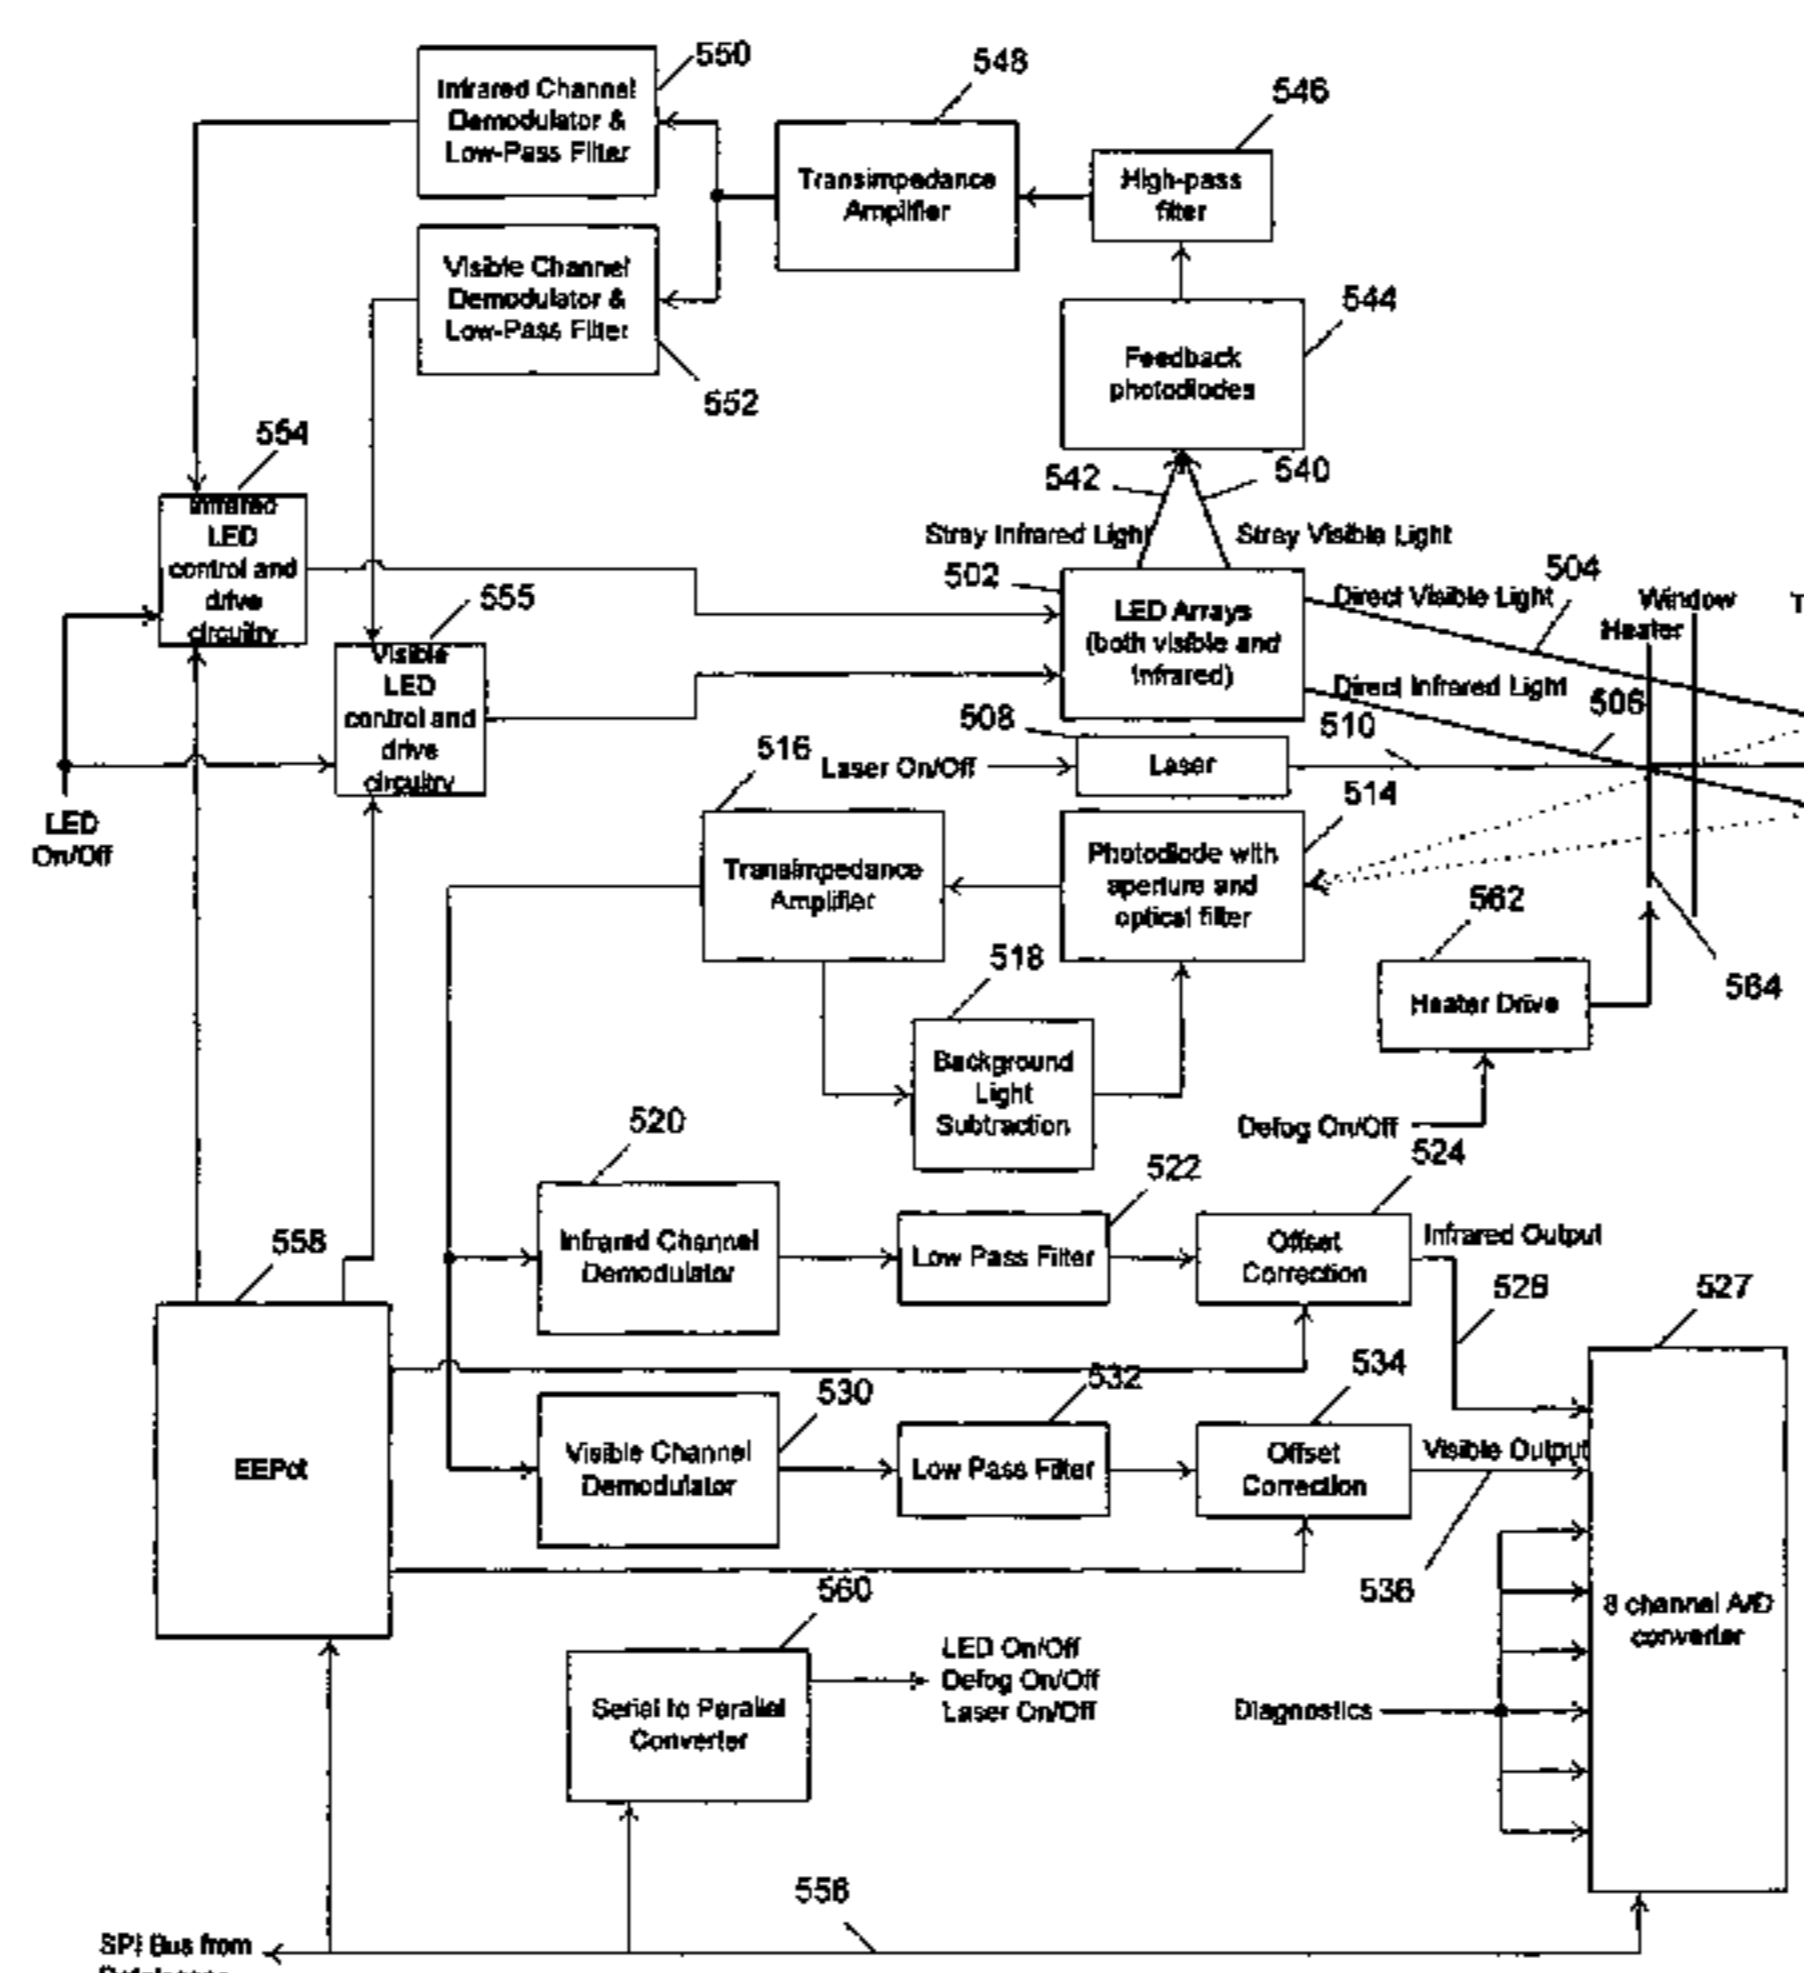 550
Infrared Channel
Demodulator &
Low-Pass Filter
548
Transimpedance
Amplifier
546
High-pass
filter
Visible Channel
Demodulator &
Low-Pass Filter
552
544
Feedback
photodiodes
554
Infrared
LED
control and
drive
circuitry
542
540
Stray Infrared Light
Stray Visible Light
555
Visible
LED
control and
drive
circuitry
502
LED Arrays
(both visible and
infrared)
Direct Visible Light
504
Window
Heater
T
Direct Infrared Light
506
508
510
Laser On/Off
Laser
LED
On/Off
516
Transimpedance
Amplifier
514
Photodiode with
aperture and
optical filter
518
Background
Light
Subtraction
562
Heater Drive
564
Defog On/Off
520
Infrared Channel
Demodulator
522
Low Pass Filter
524
Offset
Correction
Infrared Output
526
527
558
EEPot
530
Visible Channel
Demodulator
532
Low Pass Filter
534
Offset
Correction
Visible Output
536
8 channel A/D
converter
560
Serial to Parallel
Converter
LED On/Off
Defog On/Off
Laser On/Off
Diagnostics
556
SPI Bus from